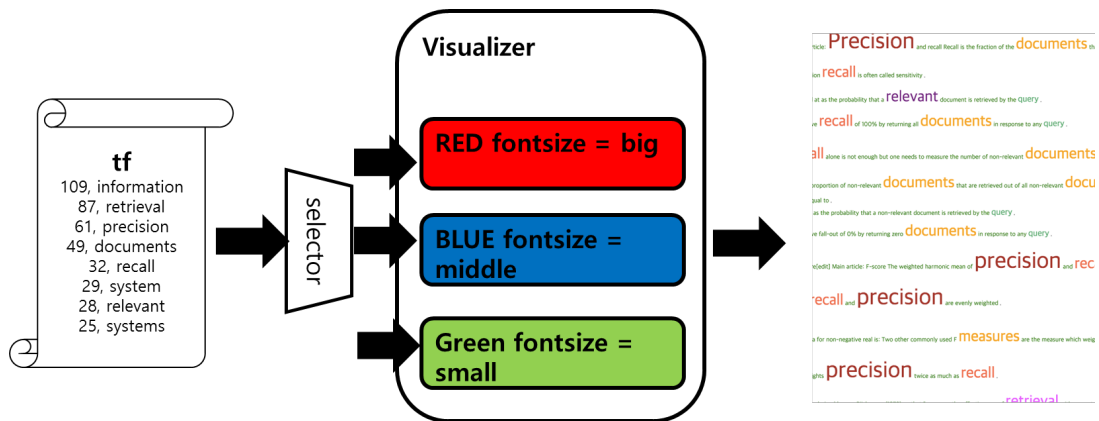 tf
109, information
87, retrieval
61, precision
49, documents
32, recall
29, system
28, relevant
25, systems
selector
Visualizer
RED fontsize = big
BLUE fontsize =
middle
Green fontsize =
small
Precision and recall Recall is the fraction of the documents
recall is often called sensitivity .
at as the probability that a relevant document is retrieved by the query .
recall of 100% by returning all documents in response to any query .
alone is not enough but one needs to measure the number of non-relevant documents
proportion of non-relevant documents that are retrieved out of all non-relevant
equal to .
as the probability that a non-relevant document is retrieved by the query .
fall-out of 0% by returning zero documents in response to any query .
[edit] Main article: F-score The weighted harmonic mean of precision and
recall and precision are evenly weighted .
for non-negative real is: Two other commonly used F measures are the measure which
precision twice as much as recall .
retrieval